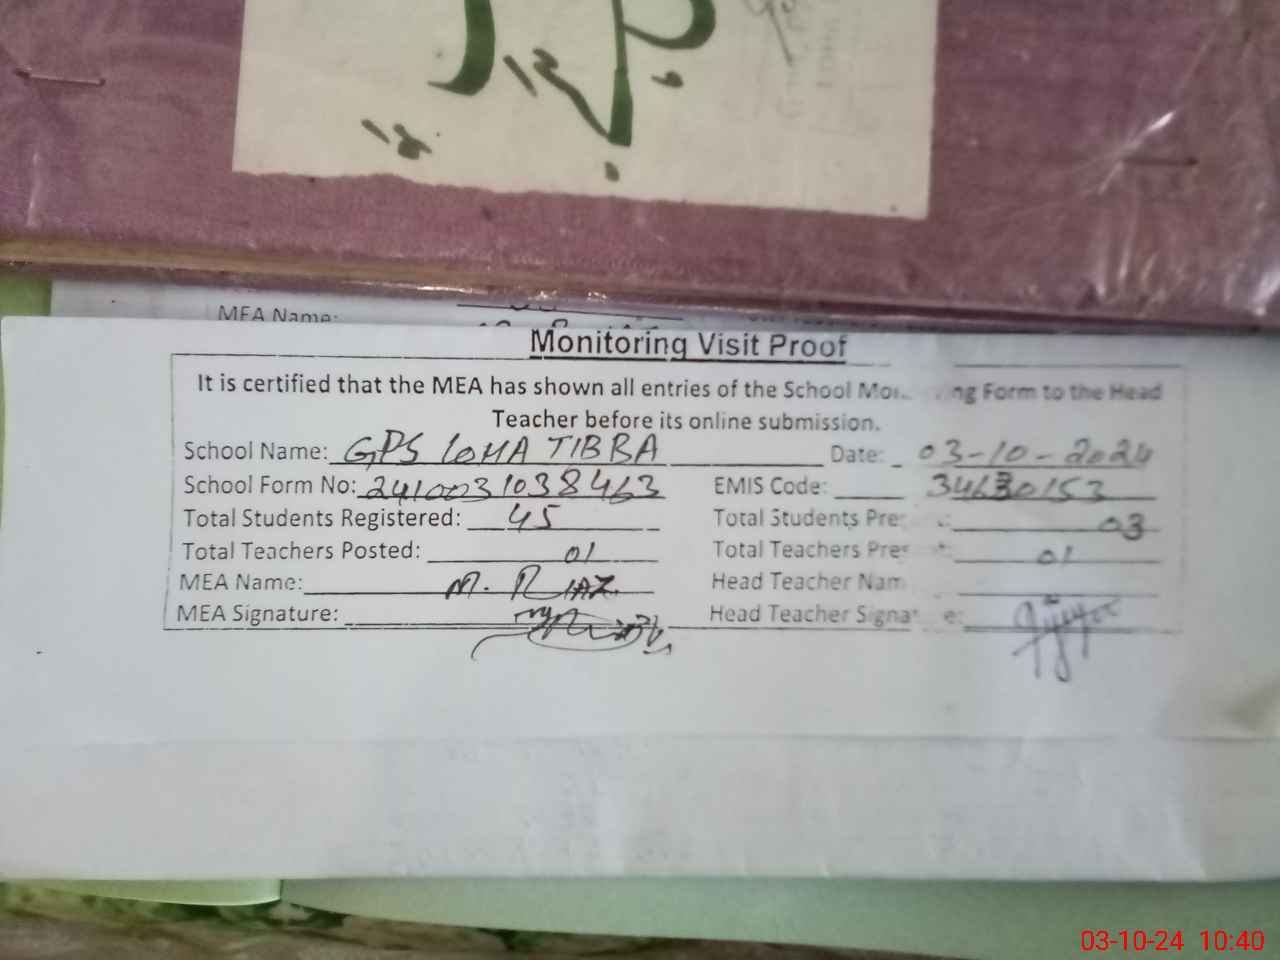 MEA Name:
Monitoring Visit Proof
It is certified that the MEA has shown all entries of the School Mo ng Form to the Head
Teacher before its online submission.
School Name: GPS LOHA TIBBA Date: 03-10-2024
School Form No: 2410031038463 EMIS Code: 34630153
Total Students Registered: 45 Total Students Pre : 03
Total Teachers Posted: 01 Total Teachers Pre t: 01
MEA Name: M. RIAZ Head Teacher Nam
MEA Signature: Head Teacher Signa e:
03-10-24 10:40